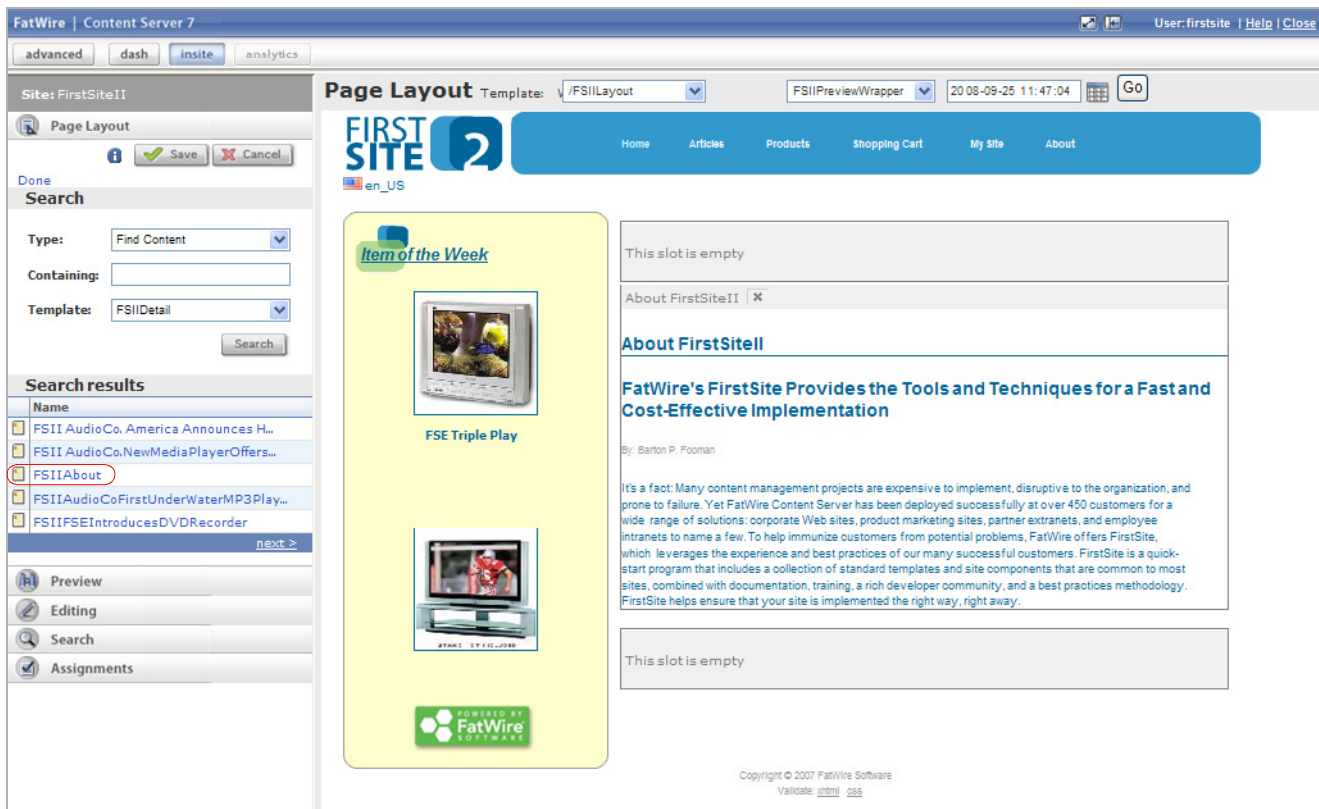 FatWire | Content Server 7
User:firstsite | Help | Close
advanced dash insite analytics
Site: FirstSiteII
Page Layout
Save Cancel
Done
Search
Type: Find Content
Containing:
Template: FSIIDetail
Search
Search results
Name
FSII AudioCo. America Announces H...
FSII AudioCo.NewMediaPlayerOffers...
FSIIAbout
FSIIAudioCoFirstUnderWaterMP3Play...
FSIIFSEIntroducesDVDRecorder
next >
Preview
Editing
Search
Assignments
Page Layout Template: /FSIILayout FSIIPreviewWrapper 2008-09-25 11:47:04 Go
FIRST SITE 2
Home Articles Products Shopping Cart My Site About
en_US
Item of the Week
FSE Triple Play
POWERED BY
FatWire
SOFTWARE
This slot is empty
About FirstSiteII
About FirstSiteII
FatWire's FirstSite Provides the Tools and Techniques for a Fast and
Cost-Effective Implementation
By: Barton P. Fooman
It's a fact: Many content management projects are expensive to implement, disruptive to the organization, and
prone to failure. Yet FatWire Content Server has been deployed successfully at over 450 customers for a
wide range of solutions: corporate Web sites, product marketing sites, partner extranets, and employee
intranets to name a few. To help immunize customers from potential problems, FatWire offers FirstSite,
which leverages the experience and best practices of our many successful customers. FirstSite is a quick-
start program that includes a collection of standard templates and site components that are common to most
sites, combined with documentation, training, a rich developer community, and a best practices methodology.
FirstSite helps ensure that your site is implemented the right way, right away.
This slot is empty
Copyright © 2007 FatWire Software
Validate: xhtml css